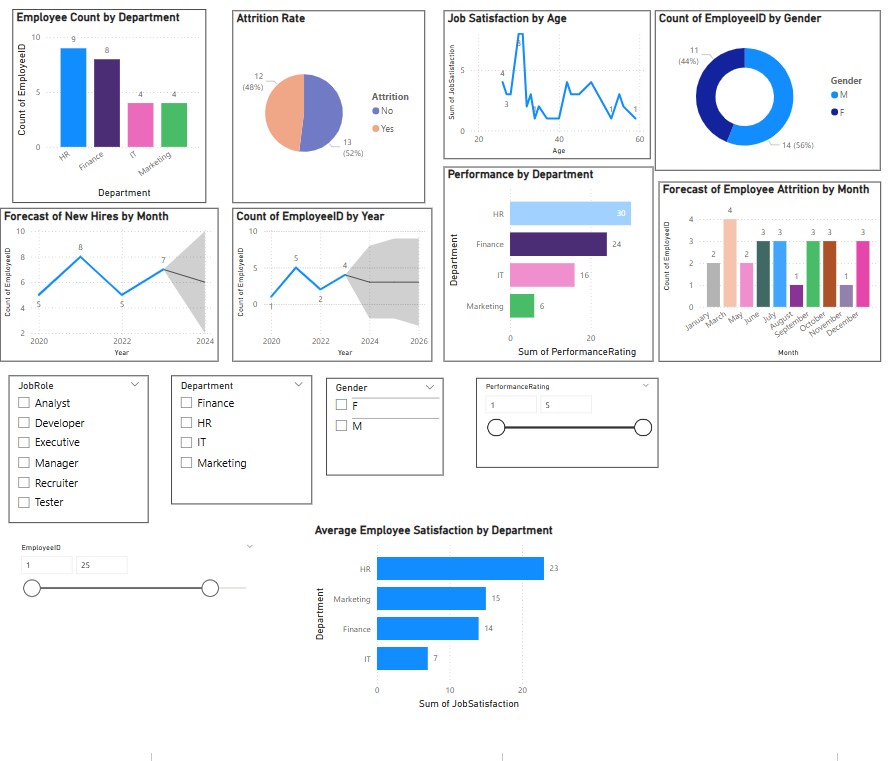 Employee Count by Department
10
5
0
Count of EmployeeID
9
8
4
4
HR
Finance
IT
Marketing
Department
Attrition Rate
12
(48%)
13
(52%)
Attrition
No
Yes
Job Satisfaction by Age
Sum of JobSatisfaction
5
0
4
3
8
1
1
1
20
40
60
Age
Count of EmployeeID by Gender
11
(44%)
14 (56%)
Gender
M
F
Forecast of New Hires by Month
Count of EmployeeID
10
8
6
4
2
5
8
5
7
2020
2022
2024
Year
Count of EmployeeID by Year
Count of EmployeeID
10
5
0
1
5
2
4
2020
2022
2024
2026
Year
Performance by Department
Department
HR
30
Finance
24
IT
16
Marketing
6
0
20
Sum of PerformanceRating
Forecast of Employee Attrition by Month
Count of EmployeeID
4
3
2
1
0
2
4
2
3
3
1
3
3
1
3
January
March
May
June
July
August
September
October
November
December
Month
JobRole
Analyst
Developer
Executive
Manager
Recruiter
Tester
Department
Finance
HR
IT
Marketing
Gender
F
M
PerformanceRating
1
5
EmployeeID
1
25
Average Employee Satisfaction by Department
Department
HR
23
Marketing
15
Finance
14
IT
7
0
10
20
Sum of JobSatisfaction